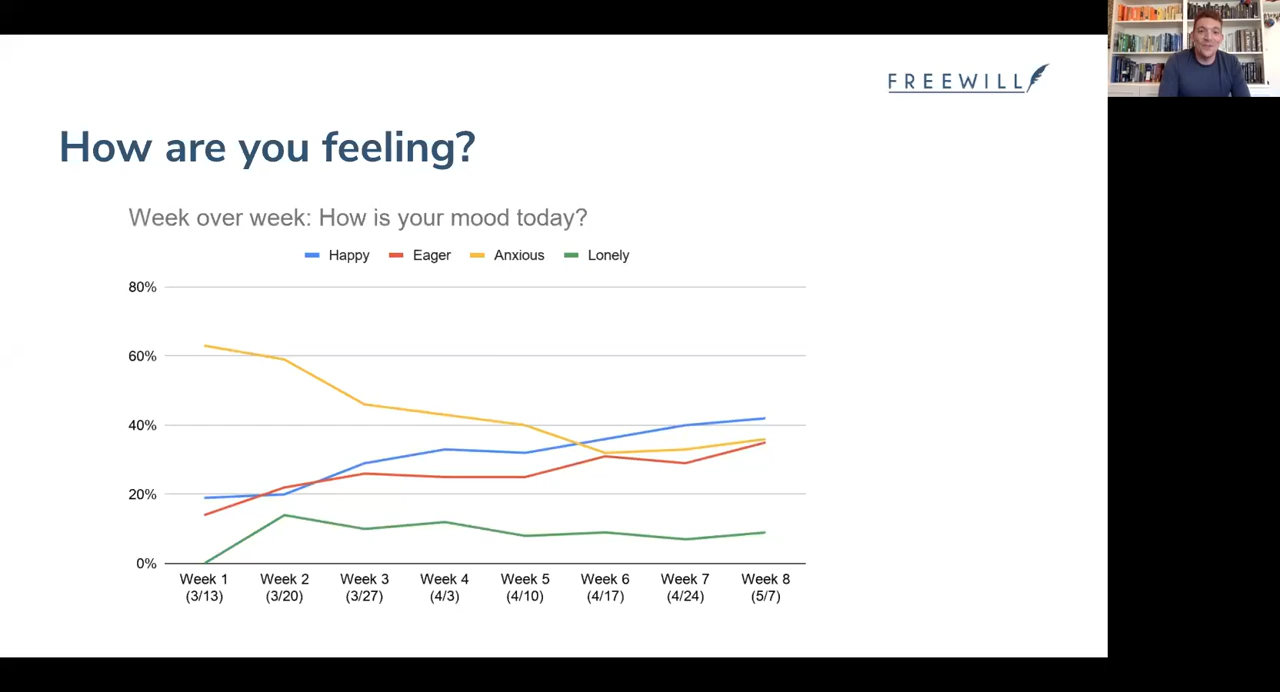 FREEWILL
How are you feeling?
Week over week: How is your mood today?
Happy Eager Anxious Lonely
80%
60%
40%
20%
0%
Week 1 Week 2 Week 3 Week 4 Week 5 Week 6 Week 7 Week 8
(3/13) (3/20) (3/27) (4/3) (4/10) (4/17) (4/24) (5/7)